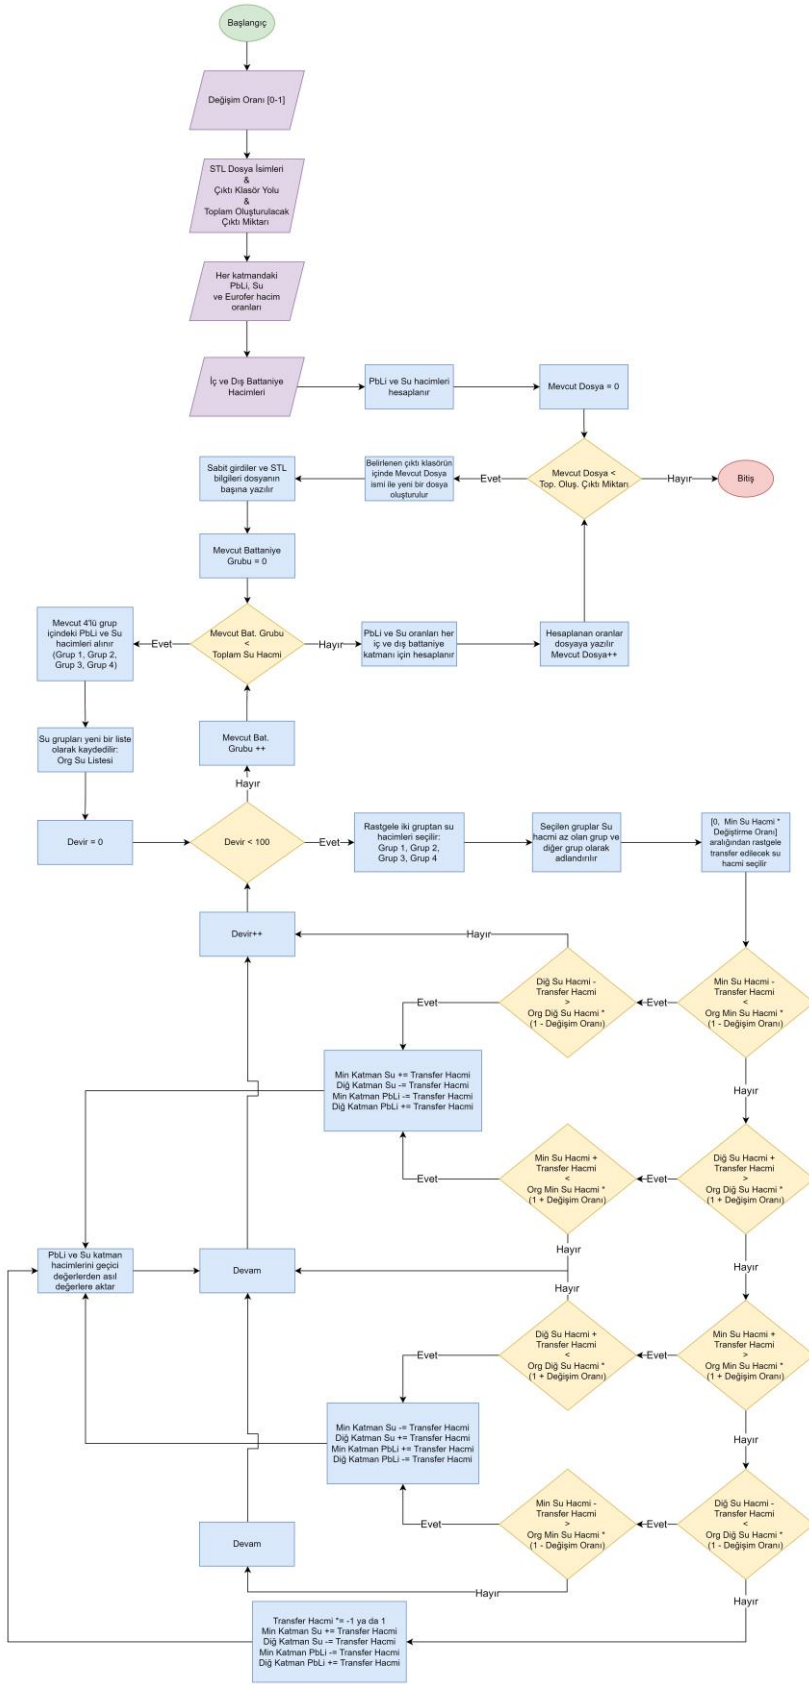 Başlangıç
Değişim Oranı [0-1]
STL Dosya İsimleri
&
Çıktı Klasör Yolu
&
Toplam Oluşturulacak
Çıktı Miktarı
Her katmandaki
PbLi, Su
ve Eurofer hacim
oranları
İç ve Dış Battaniye
Hacimleri
PbLi ve Su hacimleri
hesaplanır
Mevcut Dosya = 0
Mevcut Dosya <
Top. Oluş. Çıktı Miktarı
Hayır
Bitiş
Evet
Belirlenen çıktı klasörün
içinde Mevcut Dosya
ismi ile yeni bir dosya
oluşturulur
Sabit girdiler ve STL
bilgileri dosyanın
başına yazılır
Mevcut Battaniye
Grubu = 0
Mevcut Bat. Grubu
<
Toplam Su Hacmi
Hayır
PbLi ve Su oranları her
iç ve dış battaniye
katmanı için hesaplanır
Hesaplanan oranlar
dosyaya yazılır
Mevcut Dosya++
Evet
Mevcut 4'lü grup
içindeki PbLi ve Su
hacimleri alınır
(Grup 1, Grup 2,
Grup 3, Grup 4)
Su grupları yeni bir liste
olarak kaydedilir:
Org Su Listesi
Devir = 0
Mevcut Bat.
Grubu ++
Hayır
Devir < 100
Evet
Rastgele iki gruptan su
hacimleri seçilir:
Grup 1, Grup 2,
Grup 3, Grup 4
Seçilen gruplar Su
hacmi az olan grup ve
diğer grup olarak
adlandırılır
[0, Min Su Hacmi *
Değiştirme Oranı]
aralığından rastgele
transfer edilecek su
hacmi seçilir
Devir++
Hayır
Min Su Hacmi -
Transfer Hacmi
<
Org Min Su Hacmi *
(1 - Değişim Oranı)
Evet
Diğ Su Hacmi -
Transfer Hacmi
>
Org Diğ Su Hacmi *
(1 - Değişim Oranı)
Evet
Min Katman Su += Transfer Hacmi
Diğ Katman Su -= Transfer Hacmi
Min Katman PbLi -= Transfer Hacmi
Diğ Katman PbLi += Transfer Hacmi
Hayır
Diğ Su Hacmi +
Transfer Hacmi
>
Org Diğ Su Hacmi *
(1 + Değişim Oranı)
Evet
Min Su Hacmi +
Transfer Hacmi
<
Org Min Su Hacmi *
(1 + Değişim Oranı)
Evet
Hayır
Hayır
PbLi ve Su katman
hacimlerini geçici
değerlerden asıl
değerlere aktar
Devam
Hayır
Min Su Hacmi +
Transfer Hacmi
>
Org Min Su Hacmi *
(1 + Değişim Oranı)
Evet
Diğ Su Hacmi +
Transfer Hacmi
<
Org Diğ Su Hacmi *
(1 + Değişim Oranı)
Evet
Min Katman Su -= Transfer Hacmi
Diğ Katman Su += Transfer Hacmi
Min Katman PbLi += Transfer Hacmi
Diğ Katman PbLi -= Transfer Hacmi
Hayır
Diğ Su Hacmi -
Transfer Hacmi
<
Org Diğ Su Hacmi *
(1 - Değişim Oranı)
Evet
Min Su Hacmi -
Transfer Hacmi
>
Org Min Su Hacmi *
(1 - Değişim Oranı)
Evet
Devam
Hayır
Hayır
Transfer Hacmi *= -1 ya da 1
Min Katman Su += Transfer Hacmi
Diğ Katman Su -= Transfer Hacmi
Min Katman PbLi -= Transfer Hacmi
Diğ Katman PbLi += Transfer Hacmi